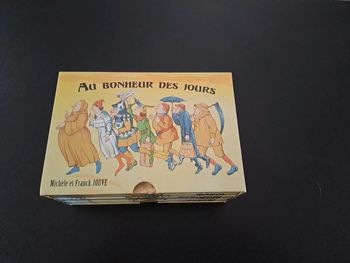 AU BONHEUR DES JOURS
Michèle et Franck JOUVE